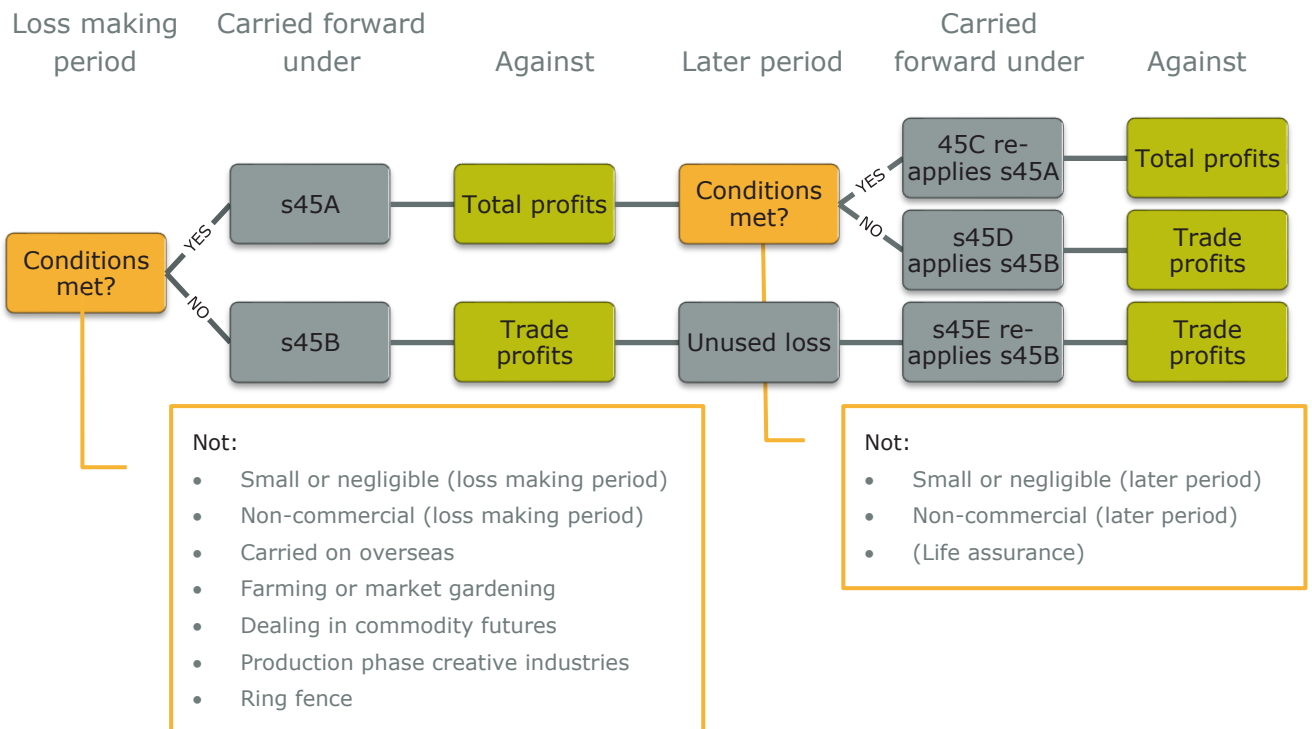 Loss making
period
Carried forward
under
Against
Later period
Carried
forward under
Against
Conditions
met?
YES
NO
s45A
Total profits
Conditions
met?
YES
NO
45C re-
applies s45A
Total profits
s45D
applies s45B
Trade
profits
s45B
Trade
profits
Unused loss
s45E re-
applies s45B
Trade
profits
Not:
• Small or negligible (loss making period)
• Non-commercial (loss making period)
• Carried on overseas
• Farming or market gardening
• Dealing in commodity futures
• Production phase creative industries
• Ring fence
Not:
• Small or negligible (later period)
• Non-commercial (later period)
• (Life assurance)